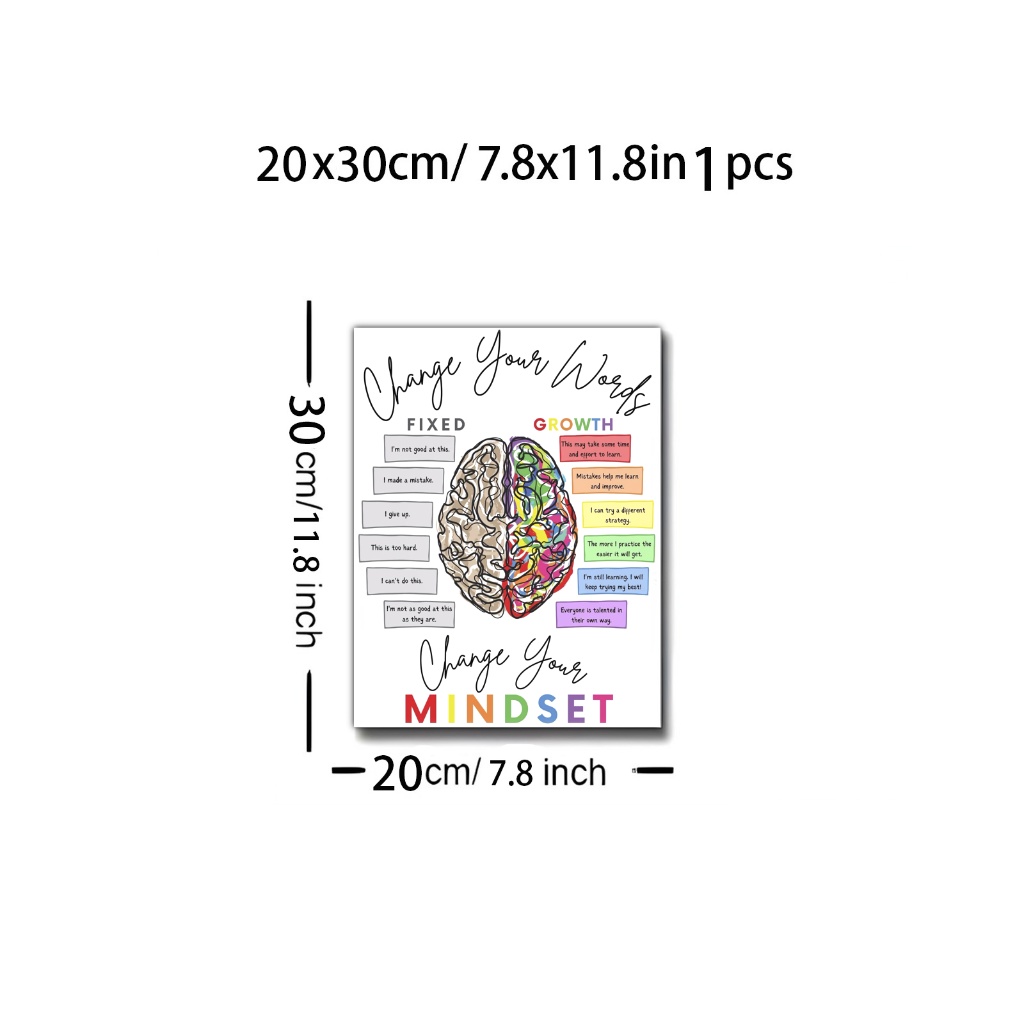 20x30cm/ 7.8x11.8in 1 pcs
30 cm/11.8 inch
Change Your Words
FIXED
GROWTH
I'm not good at this.
This may take some time
and effort to learn.
I made a mistake.
Mistakes help me learn
and improve.
I give up.
I can try a different
strategy.
This is too hard.
The more I practice the
easier it will get.
I can't do this.
I'm still learning. I will
keep trying my best!
I'm not as good at this
as they are.
Everyone is talented in
their own way.
Change Your
MINDSET
20cm/ 7.8 inch